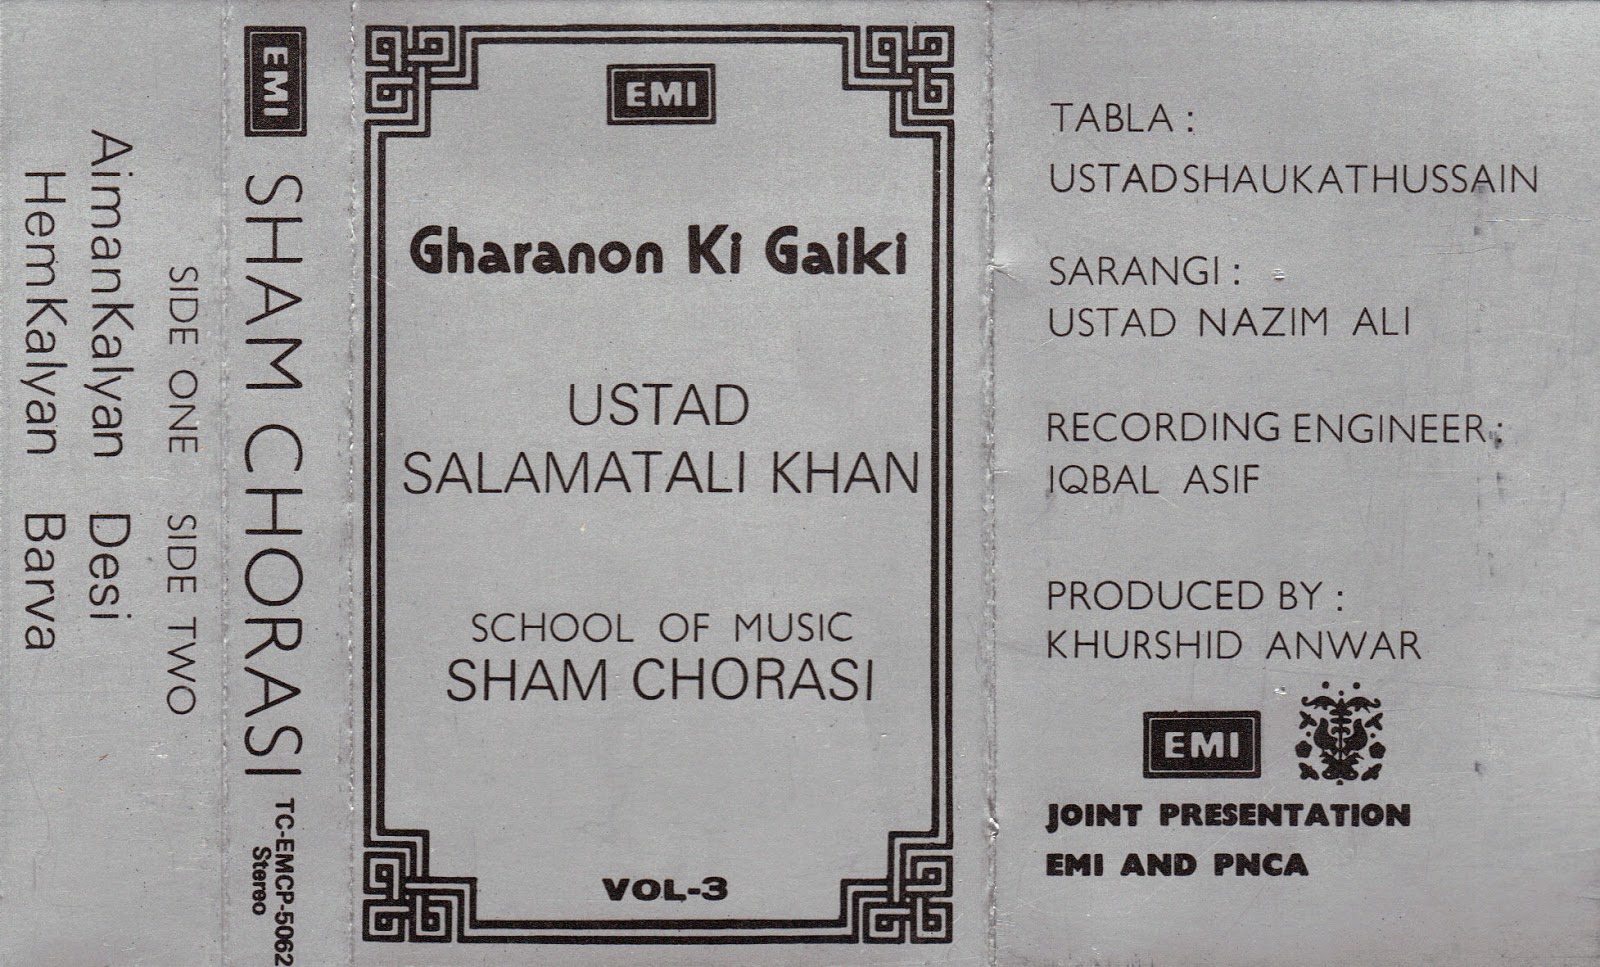 SIDE ONE SIDE TWO
AimanKalyan Desi
HemKalyan Barva
EMI
SHAM CHORASI
TC-EMCP-5062
Stereo
EMI
Gharanon Ki Gaiki
USTAD
SALAMATALI KHAN
SCHOOL OF MUSIC
SHAM CHORASI
VOL-3
TABLA :
USTADSHAUKATHUSSAIN
SARANGI :
USTAD NAZIM ALI
RECORDING ENGINEER :
IQBAL ASIF
PRODUCED BY :
KHURSHID ANWAR
EMI
JOINT PRESENTATION
EMI AND PNCA